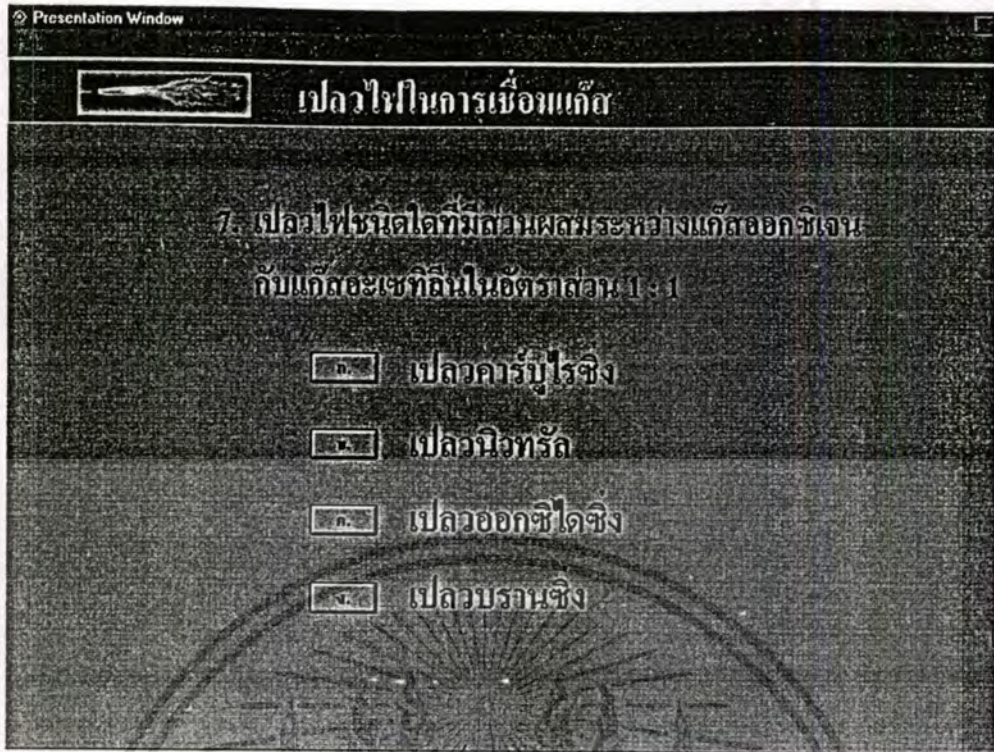 Presentation Window
เปลวไฟในการเชื่อมแก๊ส
7. เปลวไฟชนิดใดที่มีส่วนผสมระหว่างแก๊สออกซิเจน
กับแก๊สอะเซทิลีนในอัตราส่วน 1 : 1
ก. เปลวคาร์บูไรซิง
ข. เปลวนิวทรัล
ค. เปลวออกซิไดซิ่ง
ง. เปลวบรานซิง